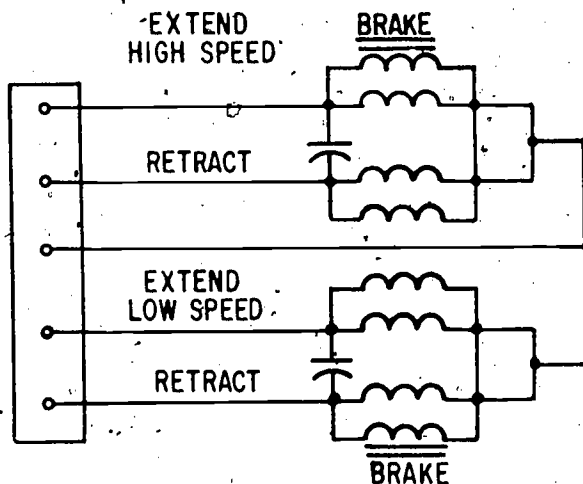 EXTEND
HIGH SPEED
BRAKE
RETRACT
EXTEND
LOW SPEED
RETRACT
BRAKE